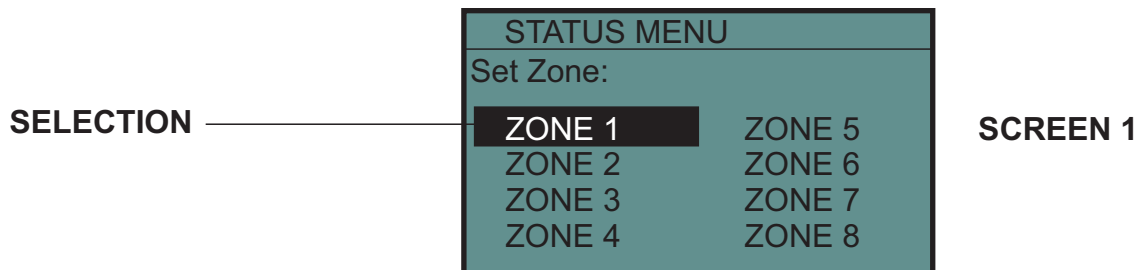 STATUS MENU
Set Zone:
SELECTION
ZONE 1 ZONE 5
SCREEN 1
ZONE 2 ZONE 6
ZONE 3 ZONE 7
ZONE 4 ZONE 8